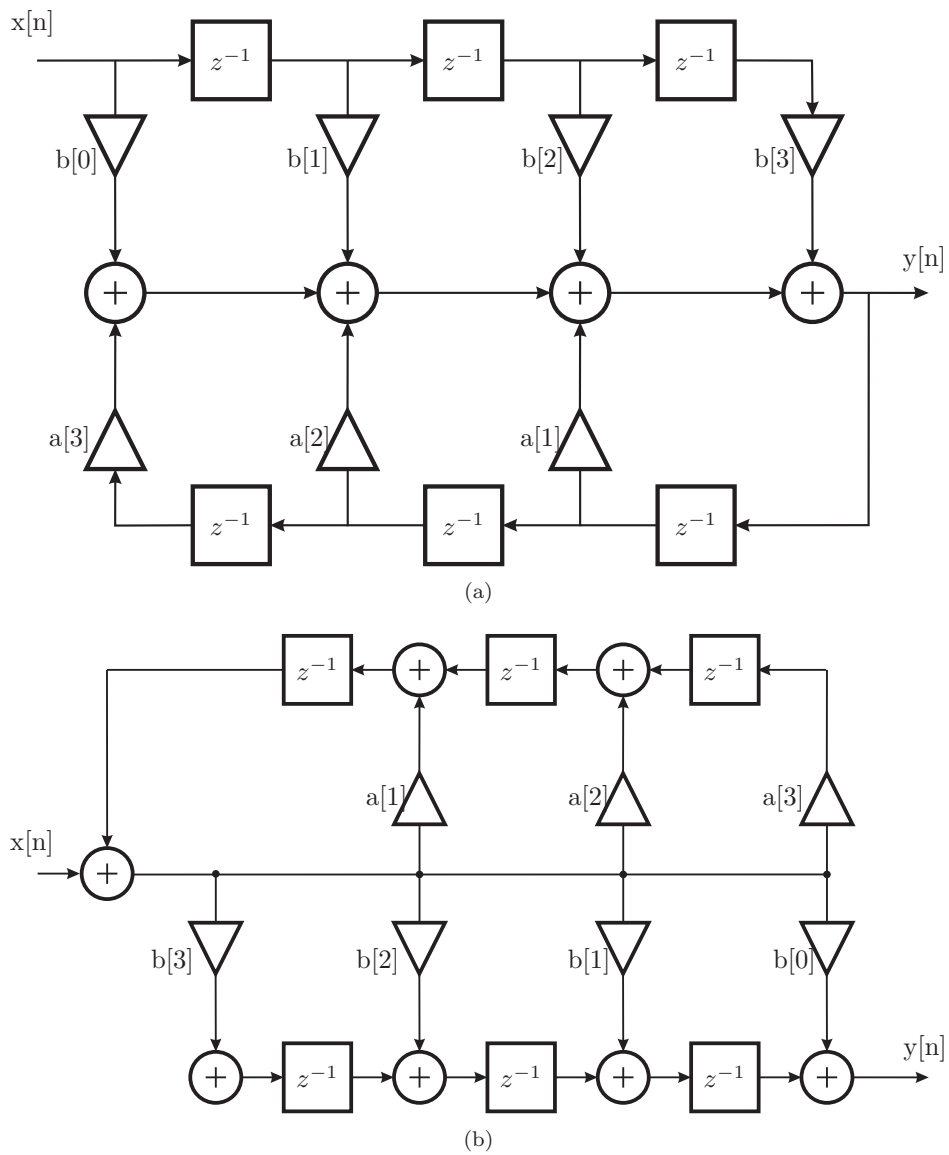 x[n]
z⁻¹ z⁻¹ z⁻¹
b[0] b[1] b[2] b[3]
y[n]
+ + + +
a[3] a[2] a[1]
z⁻¹ z⁻¹ z⁻¹
(a)
z⁻¹ + z⁻¹ + z⁻¹
a[1] a[2] a[3]
x[n]
+
b[3] b[2] b[1] b[0]
y[n]
+ z⁻¹ + z⁻¹ + z⁻¹ +
(b)